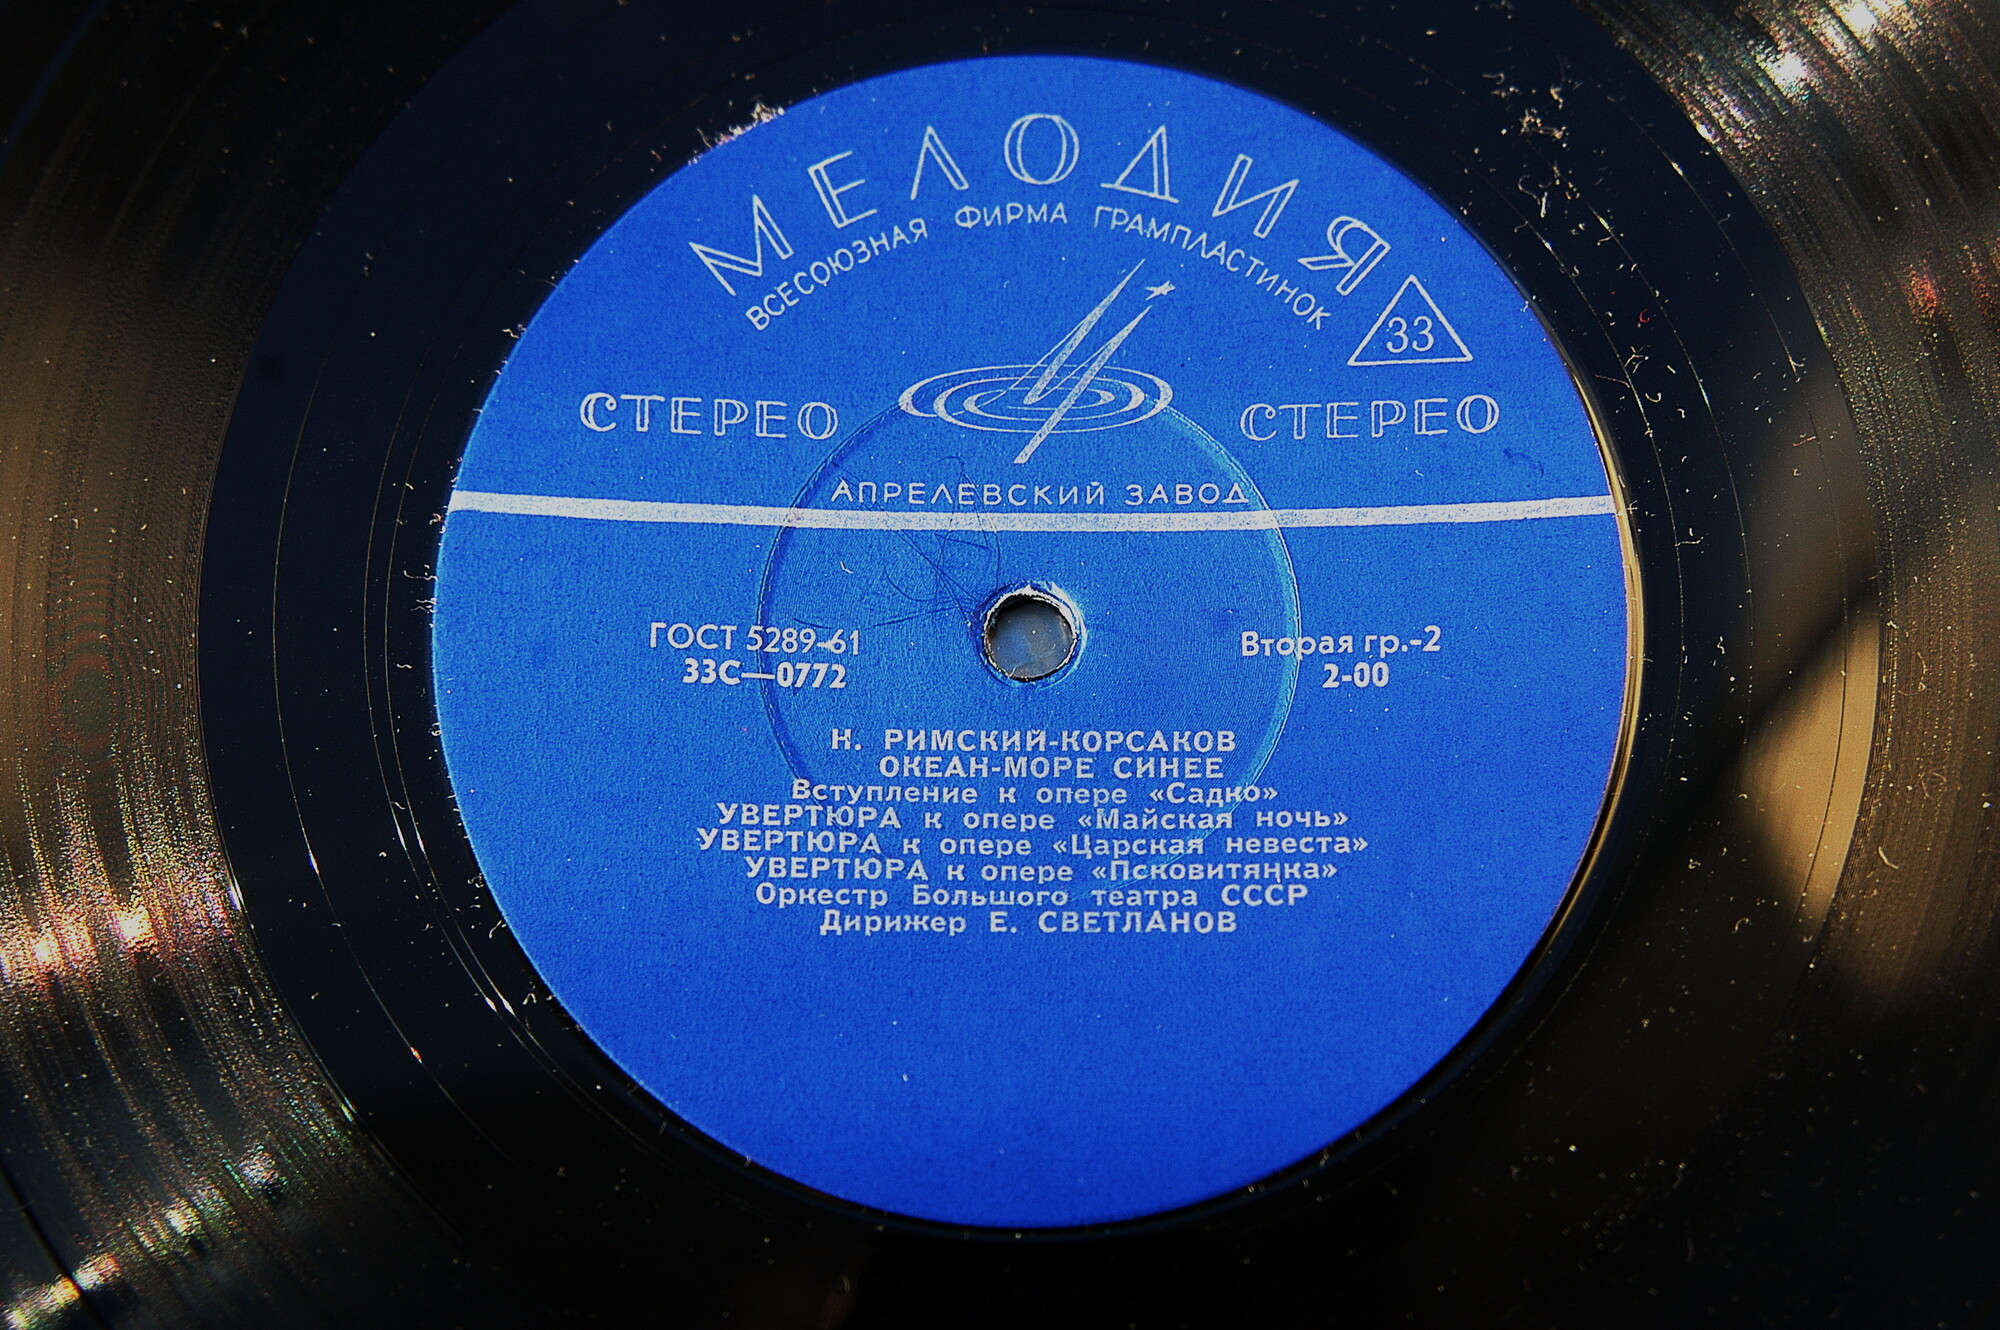 МЕЛОДИЯ
ВСЕСОЮЗНАЯ ФИРМА ГРАМПЛАСТИНОК
33
СТЕРЕО СТЕРЕО
АПРЕЛЕВСКИЙ ЗАВОД
ГОСТ 5289-61 Вторая гр.-2
33С—0772 2-00
Н. РИМСКИЙ-КОРСАКОВ
ОКЕАН-МОРЕ СИНЕЕ
Вступление к опере «Садко»
УВЕРТЮРА к опере «Майская ночь»
УВЕРТЮРА к опере «Царская невеста»
УВЕРТЮРА к опере «Псковитянка»
Оркестр Большого театра СССР
Дирижер Е. СВЕТЛАНОВ